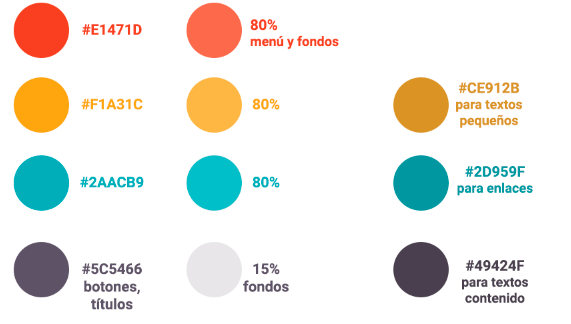 #E1471D
80%
menú y fondos
#F1A31C
80%
#CE912B
para textos
pequeños
#2AACB9
80%
#2D959F
para enlaces
#5C5466
botones,
títulos
15%
fondos
#49424F
para textos
contenido